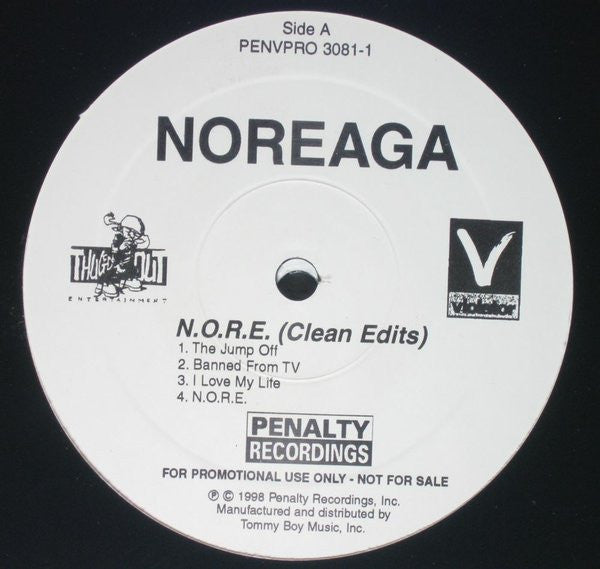 Side A
PENVPRO 3081-1
NOREAGA
THUGGED OUT
ENTERTAINMENT
V
Violator
N.O.R.E. (Clean Edits)
1. The Jump Off
2. Banned From TV
3. I Love My Life
4. N.O.R.E.
PENALTY
RECORDINGS
FOR PROMOTIONAL USE ONLY - NOT FOR SALE
℗ © 1998 Penalty Recordings, Inc.
Manufactured and distributed by
Tommy Boy Music, Inc.